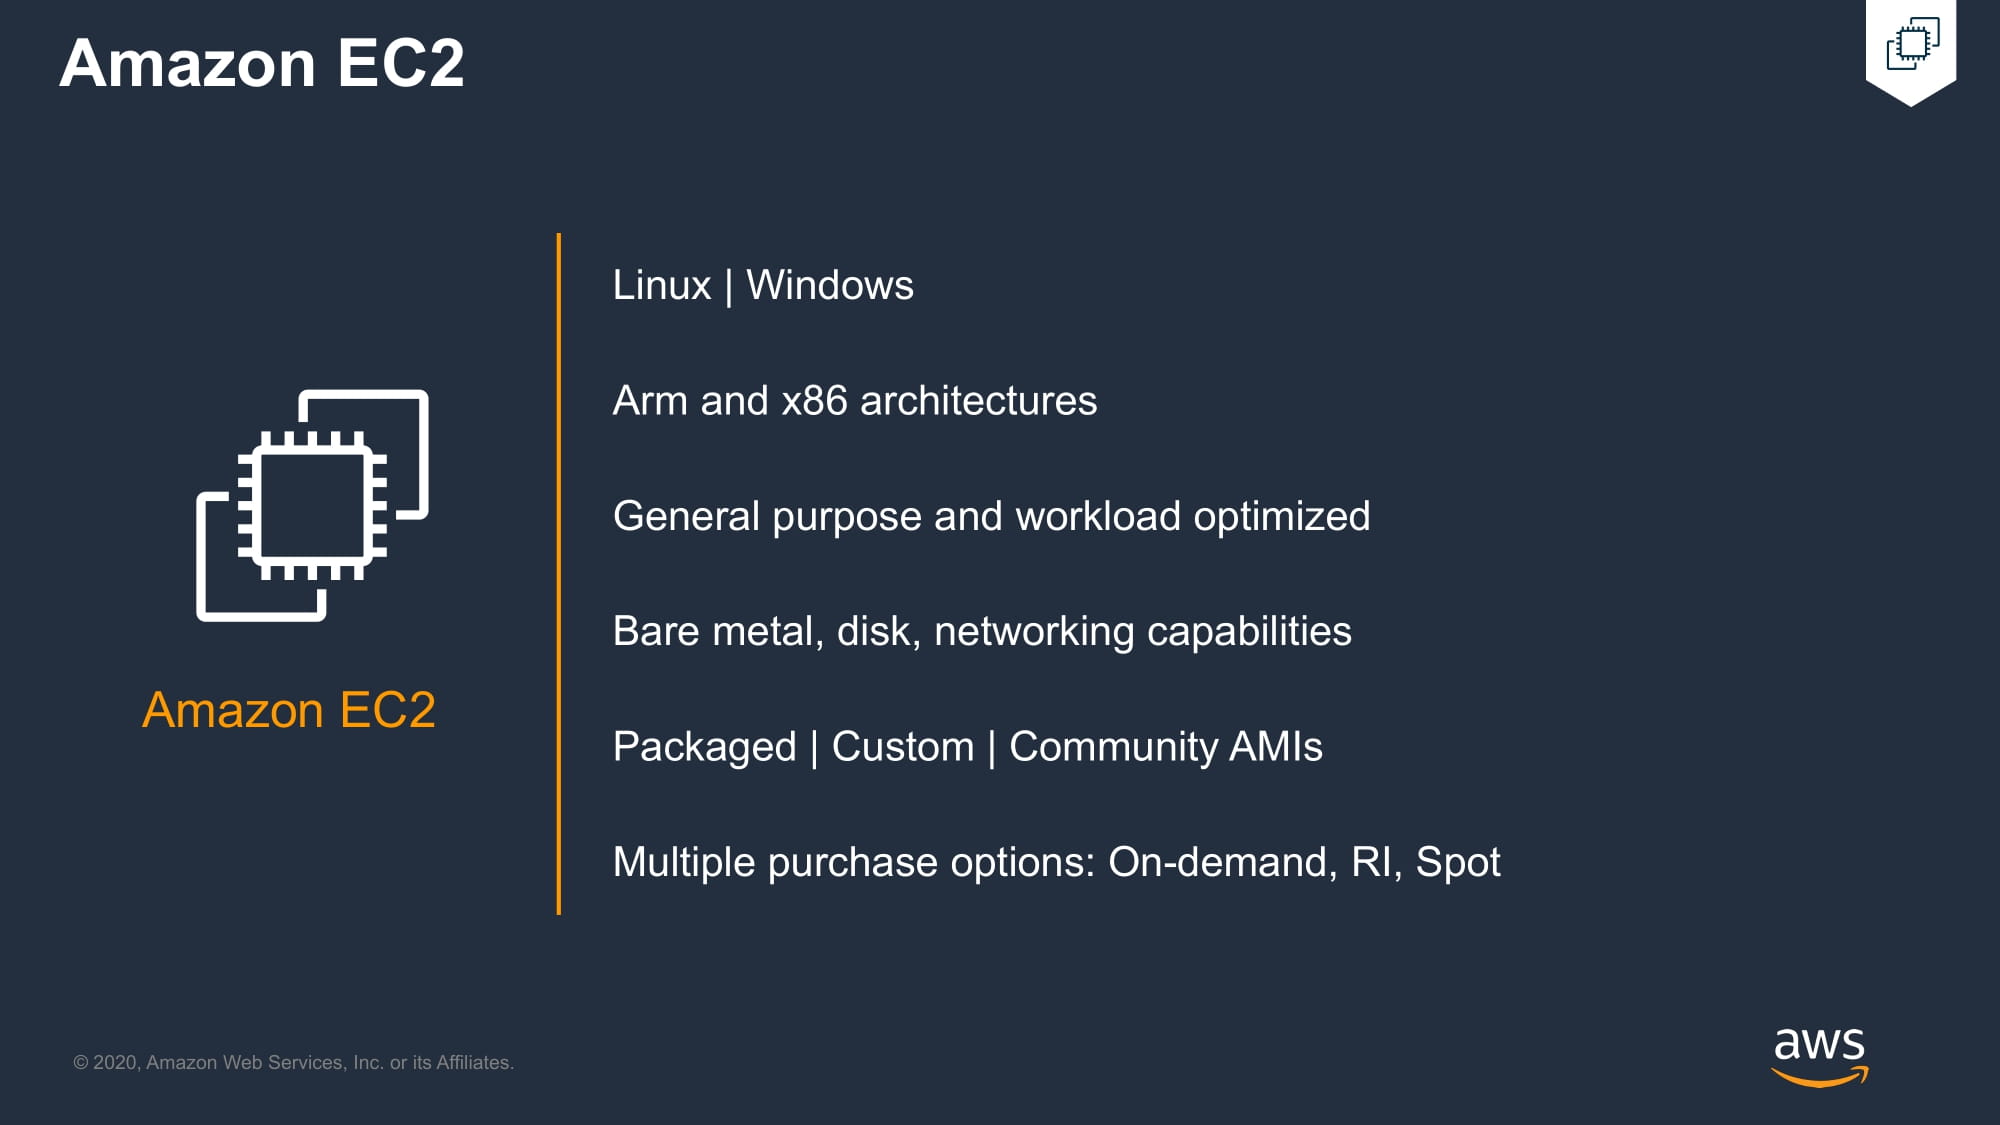 Amazon EC2
Linux | Windows
Arm and x86 architectures
General purpose and workload optimized
Bare metal, disk, networking capabilities
Packaged | Custom | Community AMIs
Multiple purchase options: On-demand, RI, Spot
Amazon EC2
© 2020, Amazon Web Services, Inc. or its Affiliates.
aws